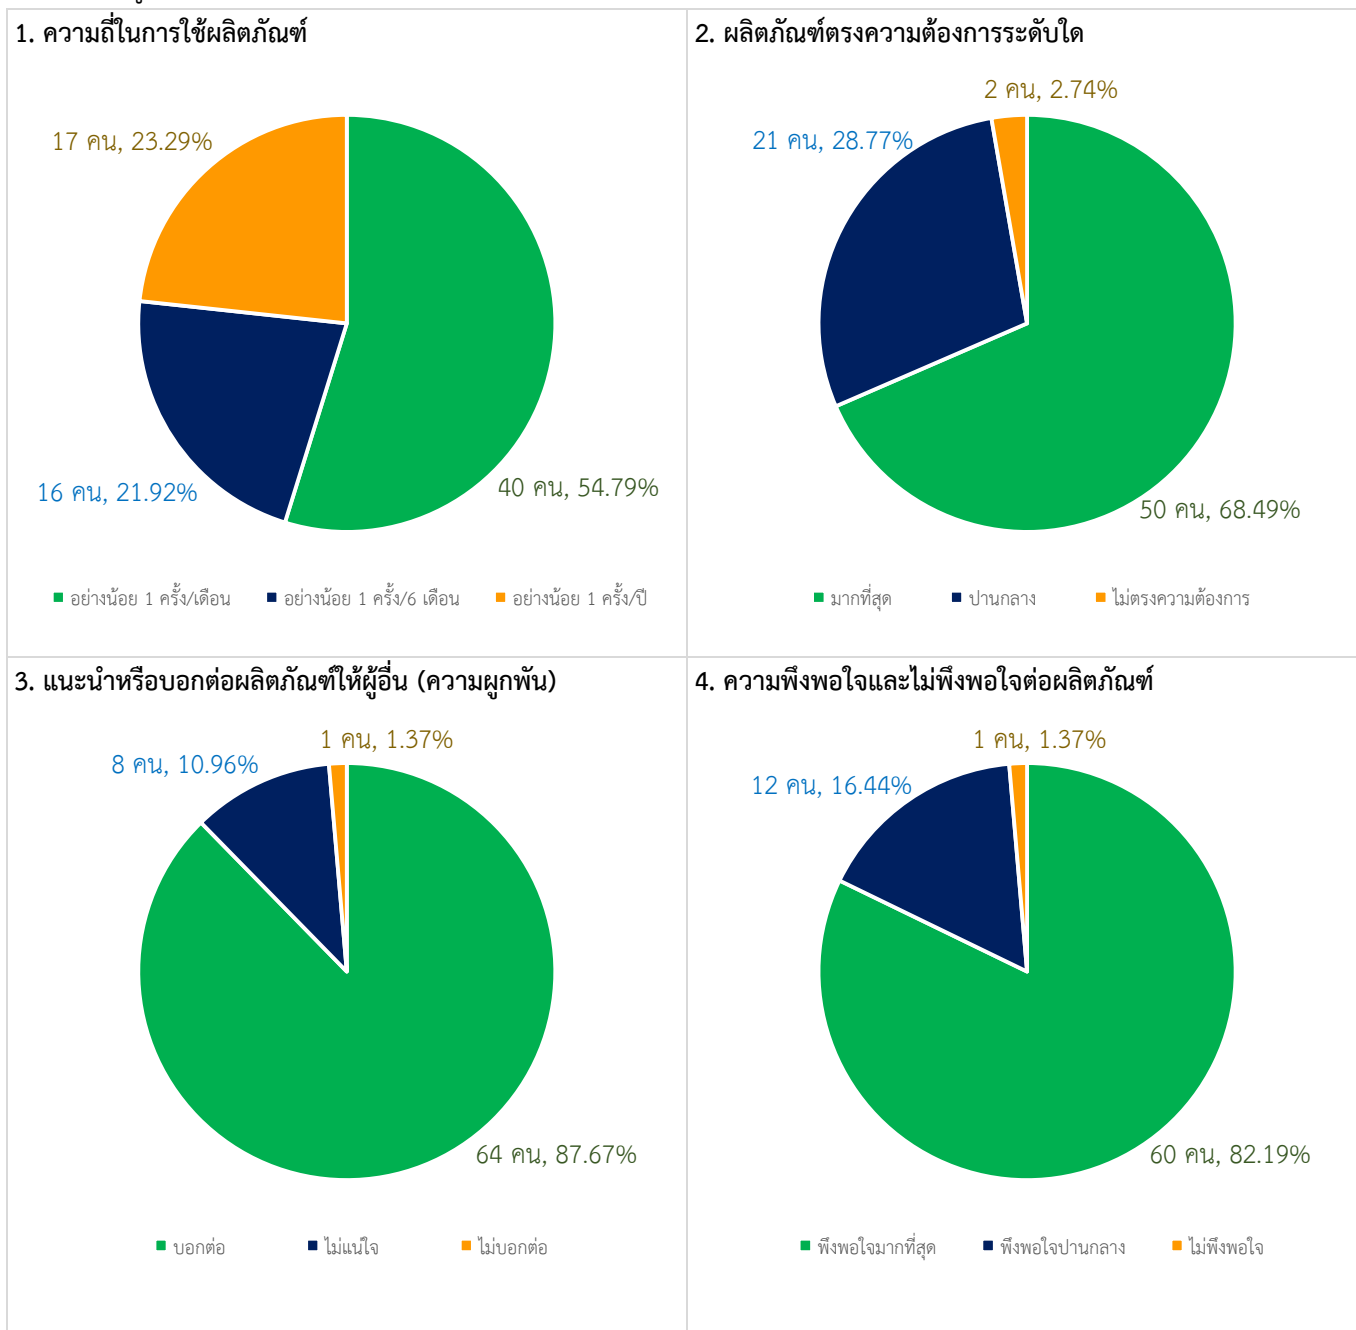 1. ความถี่ในการใช้ผลิตภัณฑ์
17 คน, 23.29%
16 คน, 21.92%
40 คน, 54.79%
อย่างน้อย 1 ครั้ง/เดือน อย่างน้อย 1 ครั้ง/6 เดือน อย่างน้อย 1 ครั้ง/ปี
2. ผลิตภัณฑ์ตรงความต้องการระดับใด
2 คน, 2.74%
21 คน, 28.77%
50 คน, 68.49%
มากที่สุด ปานกลาง ไม่ตรงความต้องการ
3. แนะนำหรือบอกต่อผลิตภัณฑ์ให้ผู้อื่น (ความผูกพัน)
1 คน, 1.37%
8 คน, 10.96%
64 คน, 87.67%
บอกต่อ ไม่แน่ใจ ไม่บอกต่อ
4. ความพึงพอใจและไม่พึงพอใจต่อผลิตภัณฑ์
1 คน, 1.37%
12 คน, 16.44%
60 คน, 82.19%
พึงพอใจมากที่สุด พึงพอใจปานกลาง ไม่พึงพอใจ